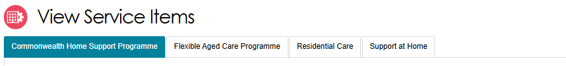 View Service Items
Commonwealth Home Support Programme Flexible Aged Care Programme Residential Care Support at Home